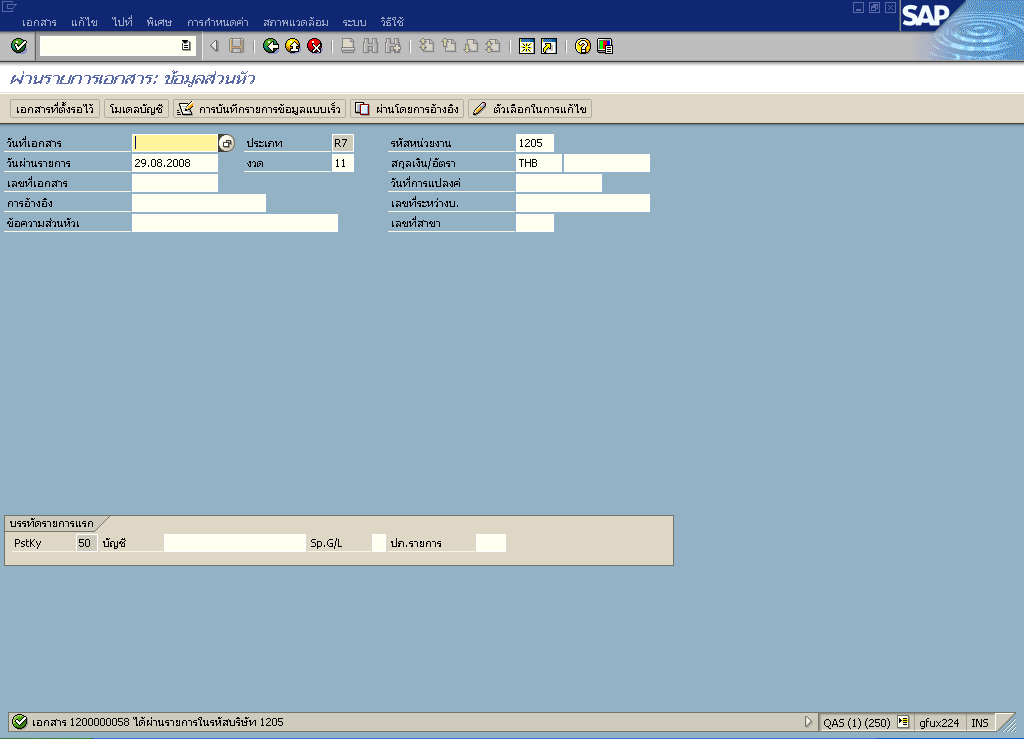 เอกสาร แก้ไข ไปที่ พิเศษ การกำหนดค่า สภาพแวดล้อม ระบบ วิธีใช้
SAP
ผ่านรายการเอกสาร: ข้อมูลส่วนหัว
เอกสารที่ตั้งรอไว้ โมเดลบัญชี การบันทึกรายการข้อมูลแบบเร็ว ผ่านโดยการอ้างอิง ตัวเลือกในการแก้ไข
วันที่เอกสาร ประเภท R7 รหัสหน่วยงาน 1205
วันผ่านรายการ 29.08.2008 งวด 11 สกุลเงิน/อัตรา THB
เลขที่เอกสาร วันที่การแปลงค่
การอ้างอิง เลขที่ระหว่างบ.
ข้อความส่วนหัวเ เลขที่สาขา
บรรทัดรายการแรก
PstKy 50 บัญชี Sp.G/L ปภ.รายการ
เอกสาร 1200000058 ได้ผ่านรายการในรหัสบริษัท 1205 QAS (1) (250) gfux224 INS